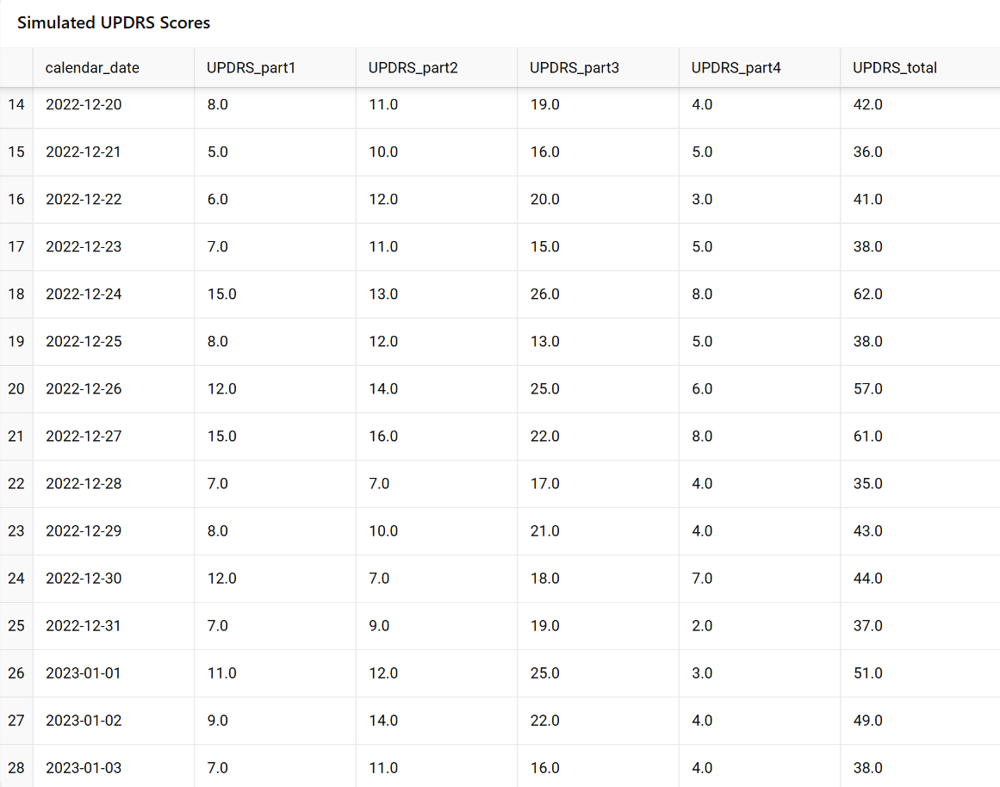 Simulated UPDRS Scores
calendar_date UPDRS_part1 UPDRS_part2 UPDRS_part3 UPDRS_part4 UPDRS_total
14 2022-12-20 8.0 11.0 19.0 4.0 42.0
15 2022-12-21 5.0 10.0 16.0 5.0 36.0
16 2022-12-22 6.0 12.0 20.0 3.0 41.0
17 2022-12-23 7.0 11.0 15.0 5.0 38.0
18 2022-12-24 15.0 13.0 26.0 8.0 62.0
19 2022-12-25 8.0 12.0 13.0 5.0 38.0
20 2022-12-26 12.0 14.0 25.0 6.0 57.0
21 2022-12-27 15.0 16.0 22.0 8.0 61.0
22 2022-12-28 7.0 7.0 17.0 4.0 35.0
23 2022-12-29 8.0 10.0 21.0 4.0 43.0
24 2022-12-30 12.0 7.0 18.0 7.0 44.0
25 2022-12-31 7.0 9.0 19.0 2.0 37.0
26 2023-01-01 11.0 12.0 25.0 3.0 51.0
27 2023-01-02 9.0 14.0 22.0 4.0 49.0
28 2023-01-03 7.0 11.0 16.0 4.0 38.0